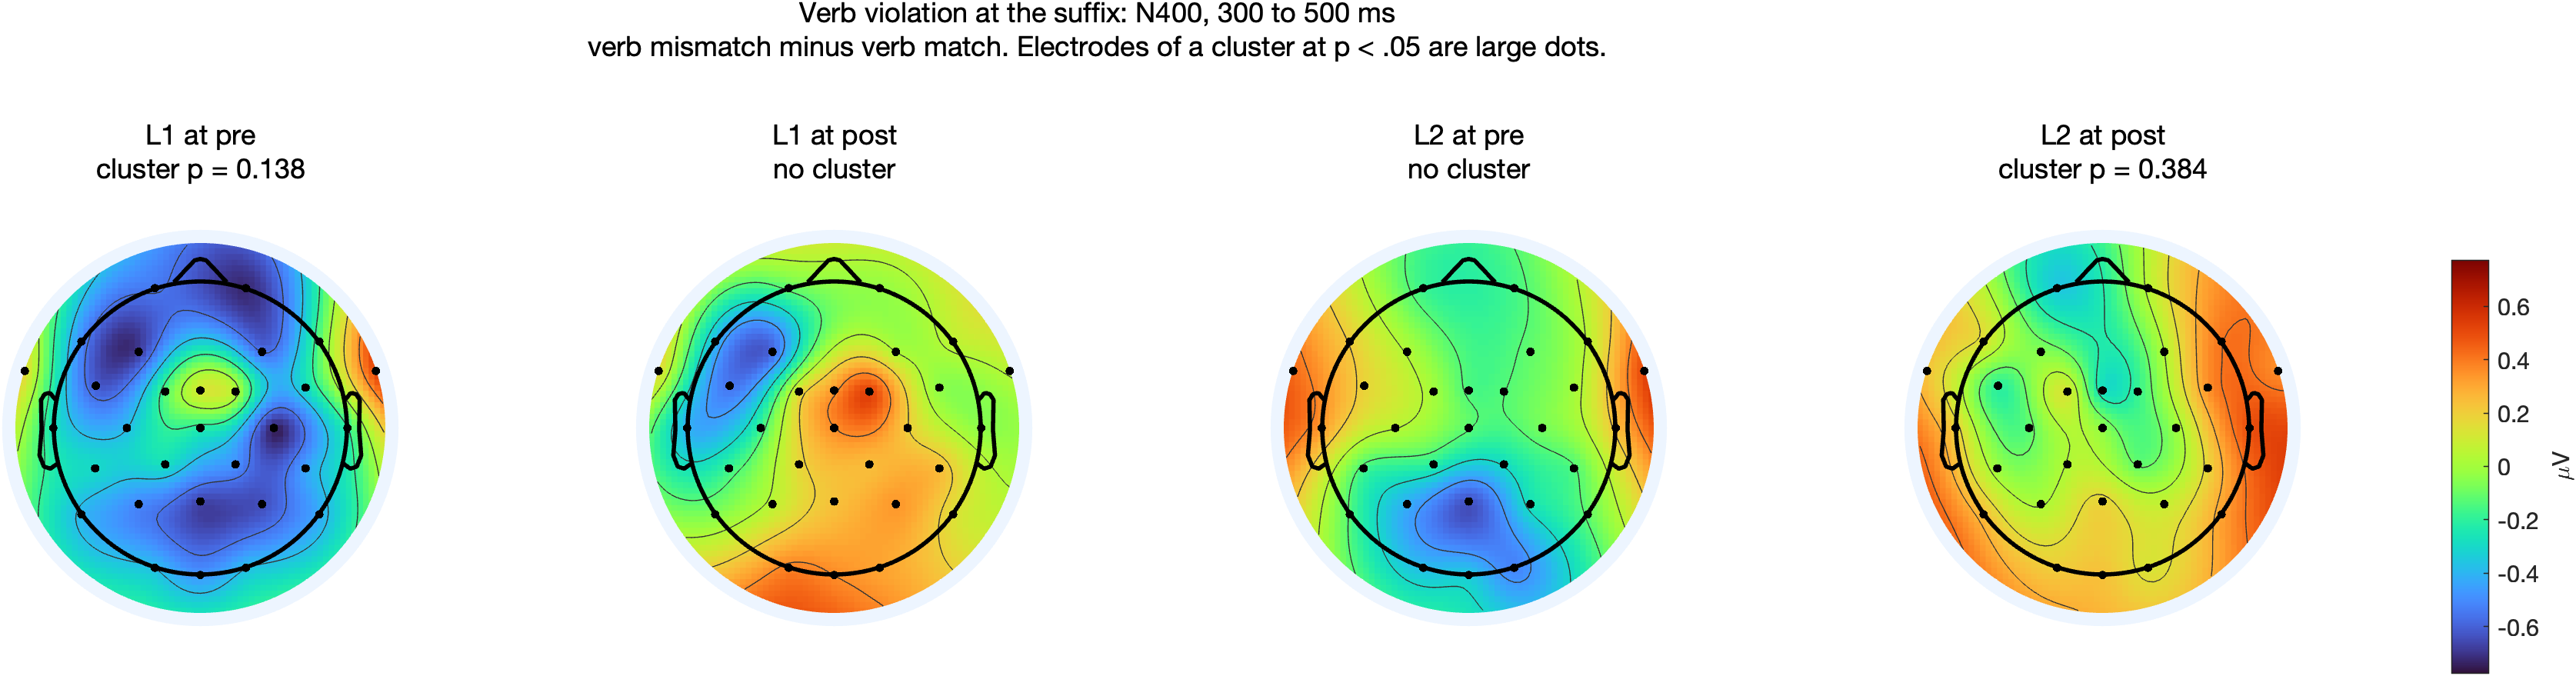 Verb violation at the suffix: N400, 300 to 500 ms
verb mismatch minus verb match. Electrodes of a cluster at p < .05 are large dots.
L1 at pre
cluster p = 0.138
L1 at post
no cluster
L2 at pre
no cluster
L2 at post
cluster p = 0.384
0.6
0.4
0.2
0
-0.2
-0.4
-0.6
μV